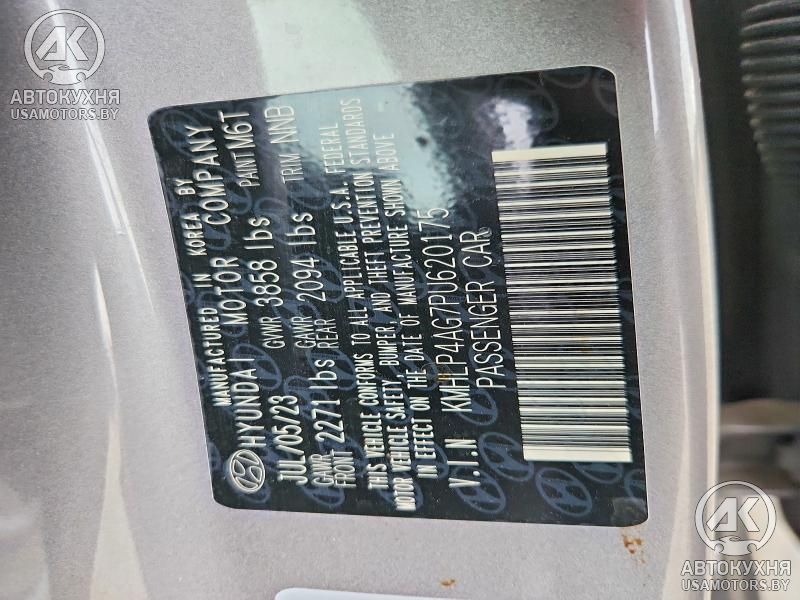 AK
АВТОКУХНЯ
USAMOTORS.BY
MANUFACTURED IN KOREA BY
HYUNDAI MOTOR COMPANY
JUL/05/23 GVWR 3858 lbs PAINT M6T
GAWR FRONT 2271 lbs GAWR REAR 2094 lbs TRIM NNB
THIS VEHICLE CONFORMS TO ALL APPLICABLE U.S.A. FEDERAL
MOTOR VEHICLE SAFETY, BUMPER, AND THEFT PREVENTION STANDARDS
IN EFFECT ON THE DATE OF MANUFACTURE SHOWN ABOVE
V.I.N KMHLP4AG7PU620175
PASSENGER CAR
AK
АВТОКУХНЯ
USAMOTORS.BY